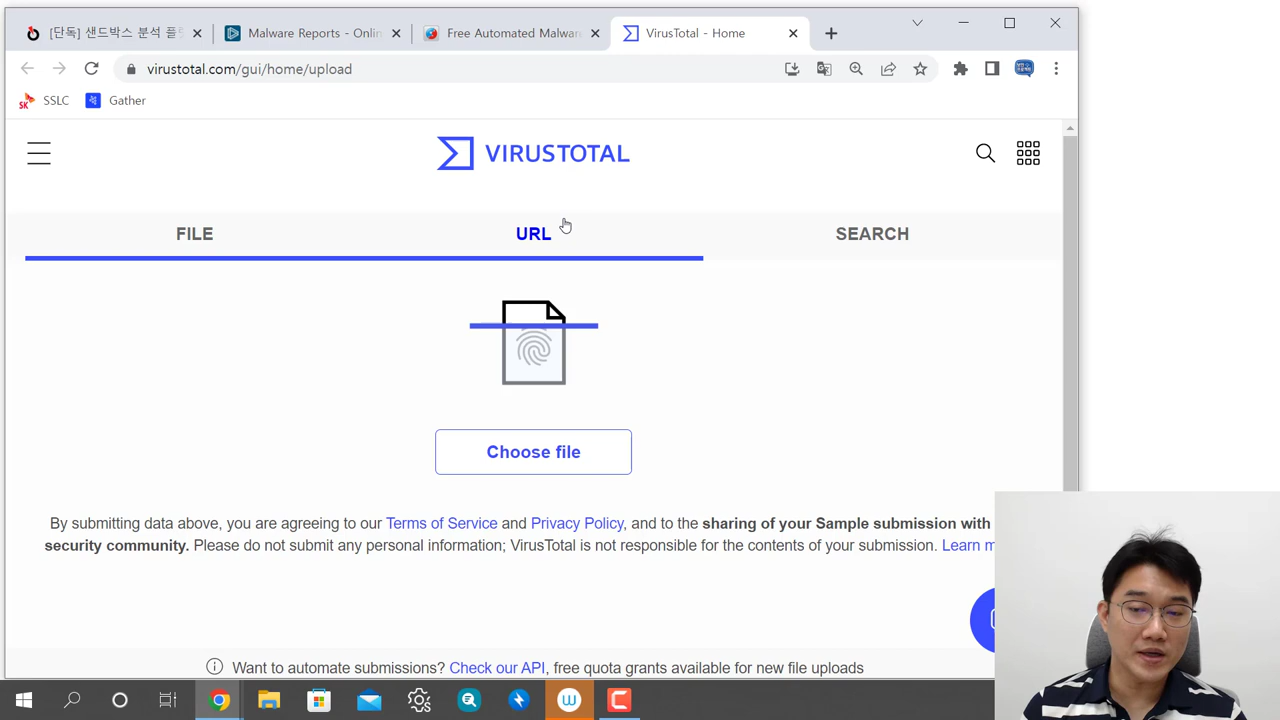 [단독] 샌드박스 분석 플랫
Malware Reports - Onlin
Free Automated Malwar
VirusTotal - Home
virustotal.com/gui/home/upload
SK
SSLC
Gather
VIRUSTOTAL
FILE
URL
SEARCH
Choose file
By submitting data above, you are agreeing to our Terms of Service and Privacy Policy, and to the sharing of your Sample submission with
security community. Please do not submit any personal information; VirusTotal is not responsible for the contents of your submission. Learn m
Want to automate submissions? Check our API, free quota grants available for new file uploads